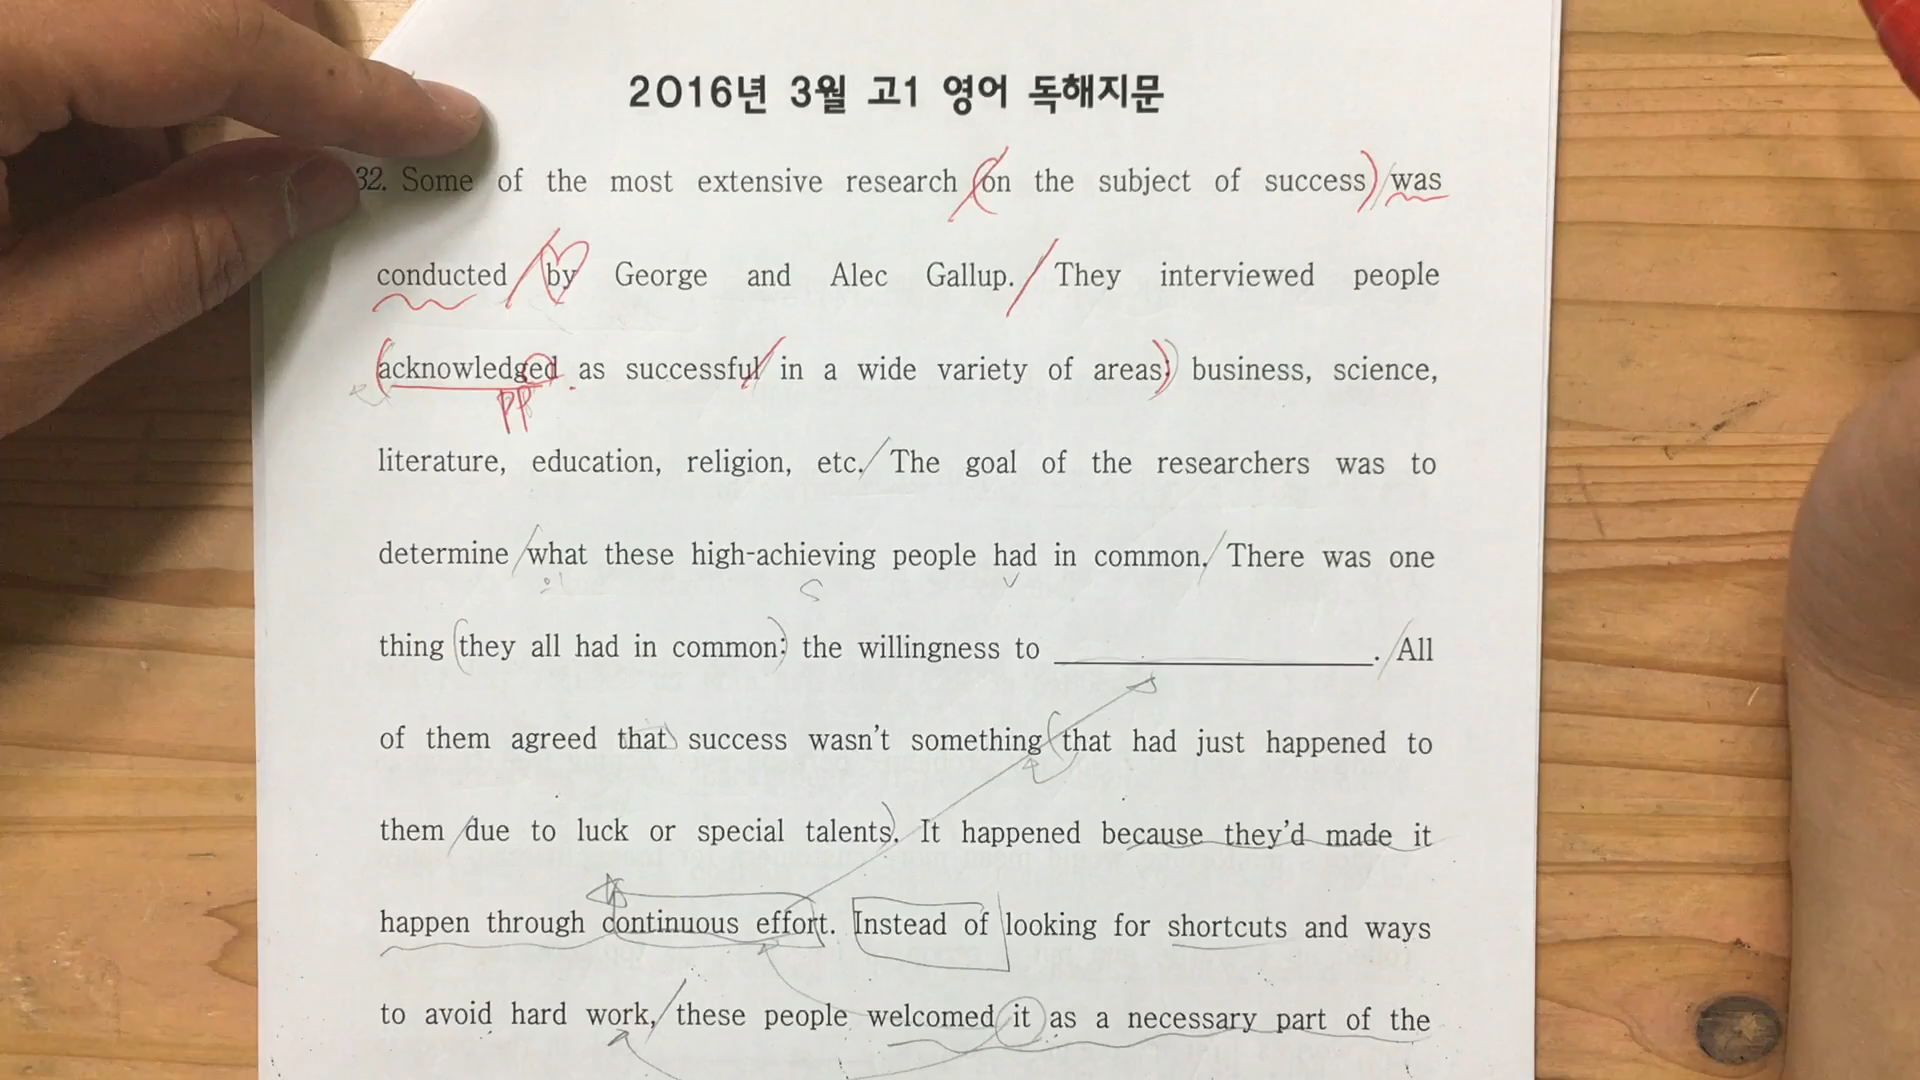 2016년 3월 고1 영어 독해지문
32. Some of the most extensive research on the subject of success was
conducted by George and Alec Gallup. They interviewed people
acknowledged as successful in a wide variety of areas: business, science,
PP
literature, education, religion, etc. The goal of the researchers was to
determine what these high-achieving people had in common. There was one
S V
thing they all had in common: the willingness to ____________. All
of them agreed that success wasn't something that had just happened to
them due to luck or special talents. It happened because they'd made it
happen through continuous effort. Instead of looking for shortcuts and ways
to avoid hard work, these people welcomed it as a necessary part of the